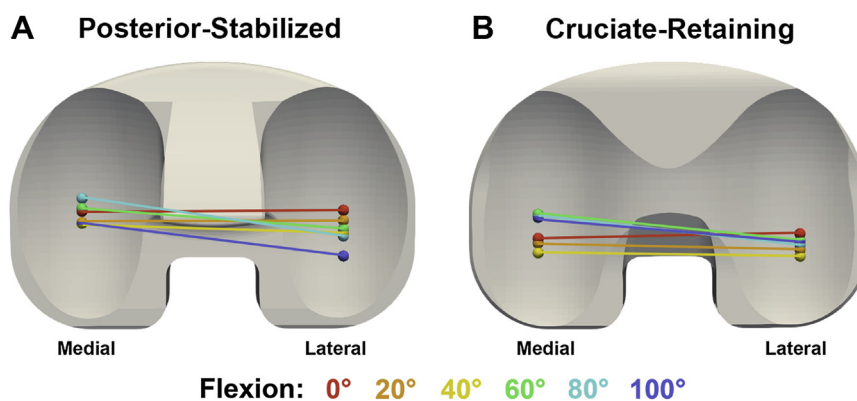 A Posterior-Stabilized
B Cruciate-Retaining
Medial Lateral
Medial Lateral
Flexion: 0° 20° 40° 60° 80° 100°